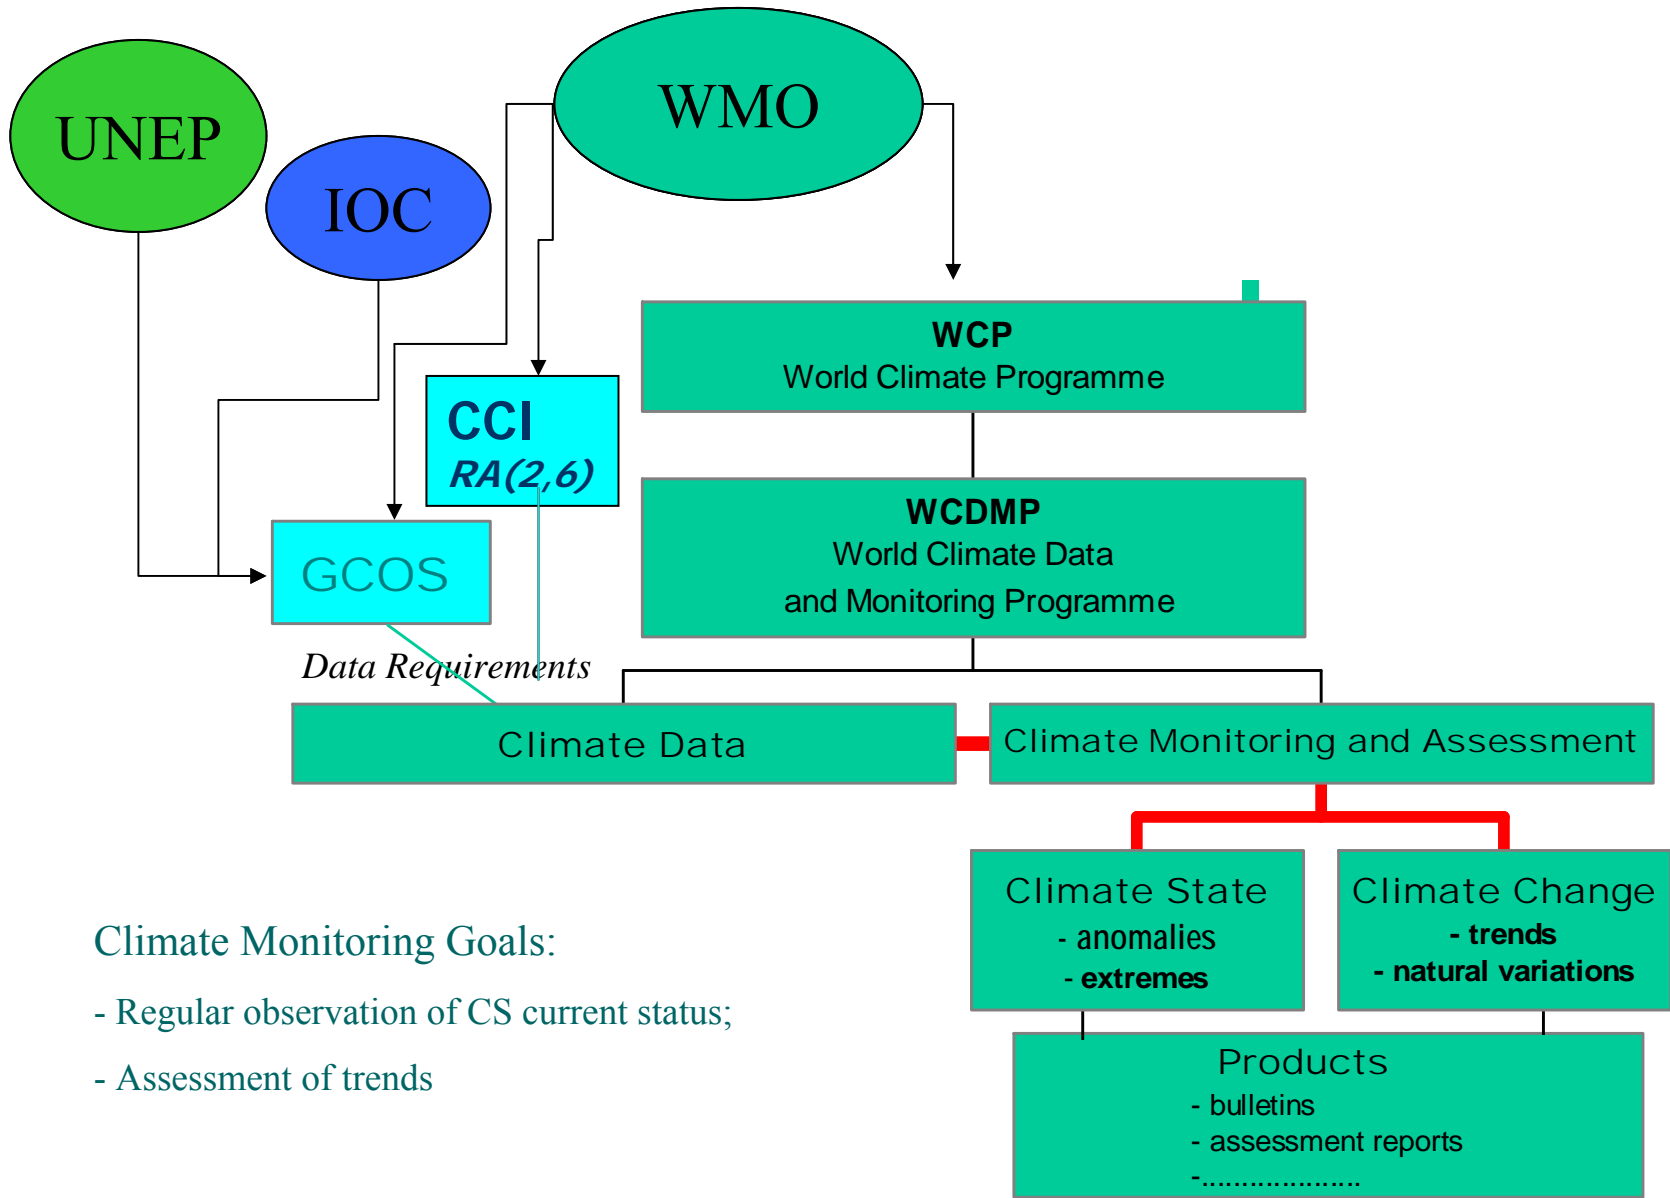 UNEP
IOC
WMO
WCP
World Climate Programme
CCI
RA(2,6)
WCDMP
World Climate Data
and Monitoring Programme
GCOS
Data Requirements
Climate Data
Climate Monitoring and Assessment
Climate State
- anomalies
- extremes
Climate Change
- trends
- natural variations
Climate Monitoring Goals:
- Regular observation of CS current status;
- Assessment of trends
Products
- bulletins
- assessment reports
-....................